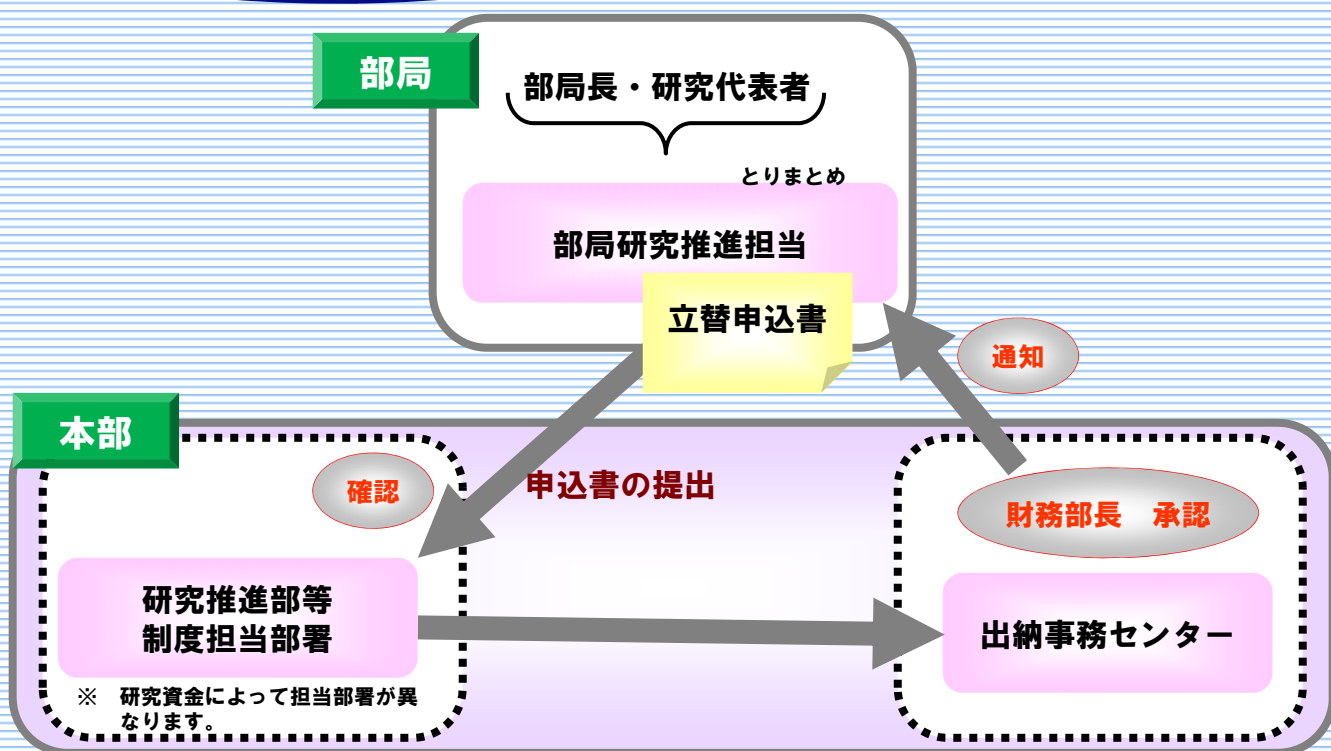 部局
部局長・研究代表者
とりまとめ
部局研究推進担当
立替申込書
通知
本部
確認
申込書の提出
財務部長　承認
研究推進部等
制度担当部署
出納事務センター
※　研究資金によって担当部署が異
なります。